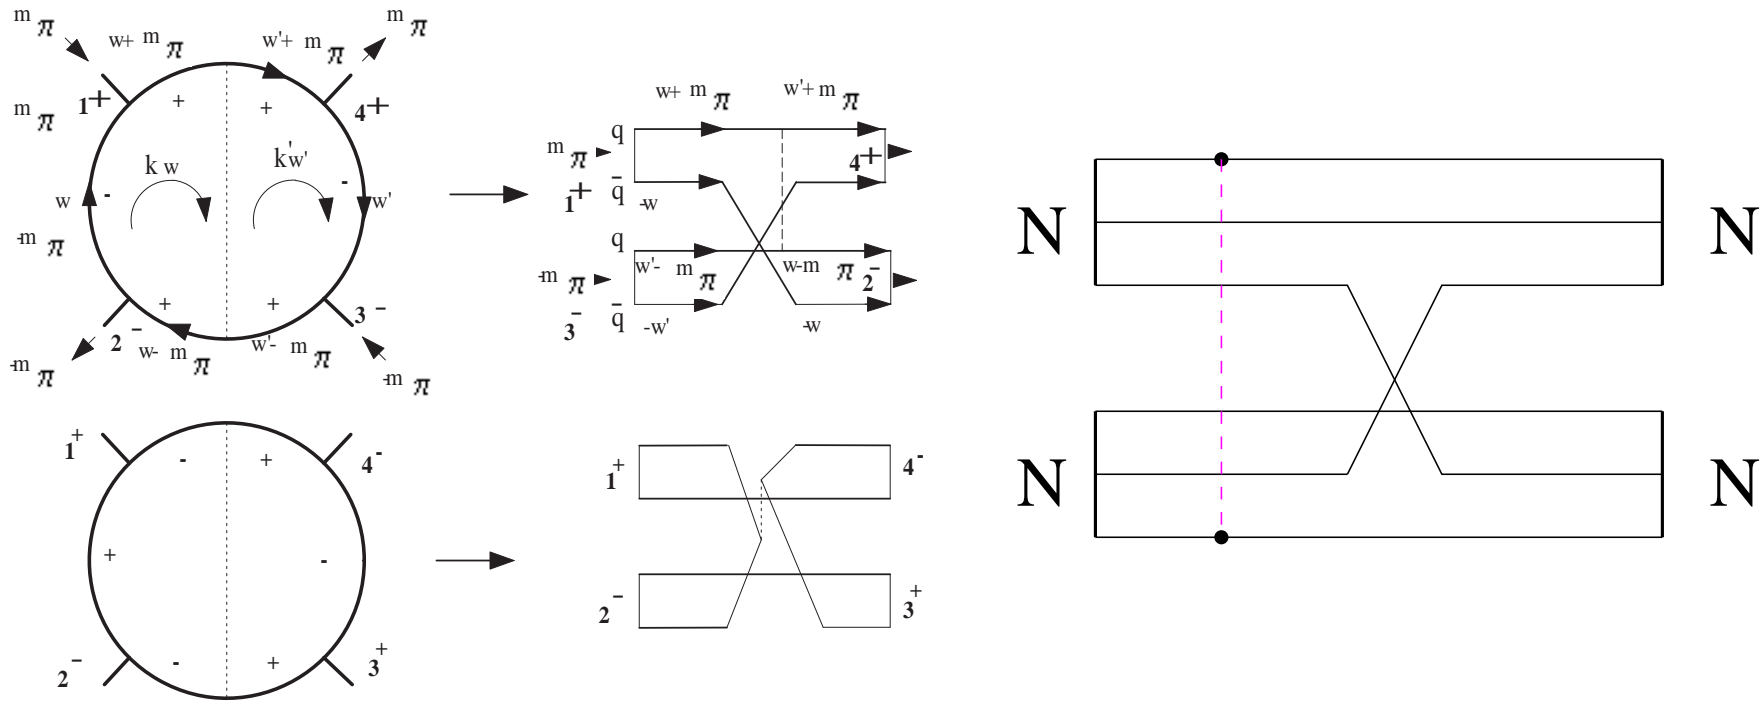 m π
m π
w+ m π
w'+ m π
1+
+
+
4+
m π
k w
k' w'
w
-
-
w'
-m π
+
+
2-
3-
w- m π
w'- m π
-m π
-m π
w+ m π
w'+ m π
q
m π
4+
q̄
1+
-w
q
w'- m π
w-m π
2-
-m π
q̄
3-
-w'
-w
1+
-
+
4-
+
-
2-
-
+
3+
1+
4-
2-
3+
N
N
N
N